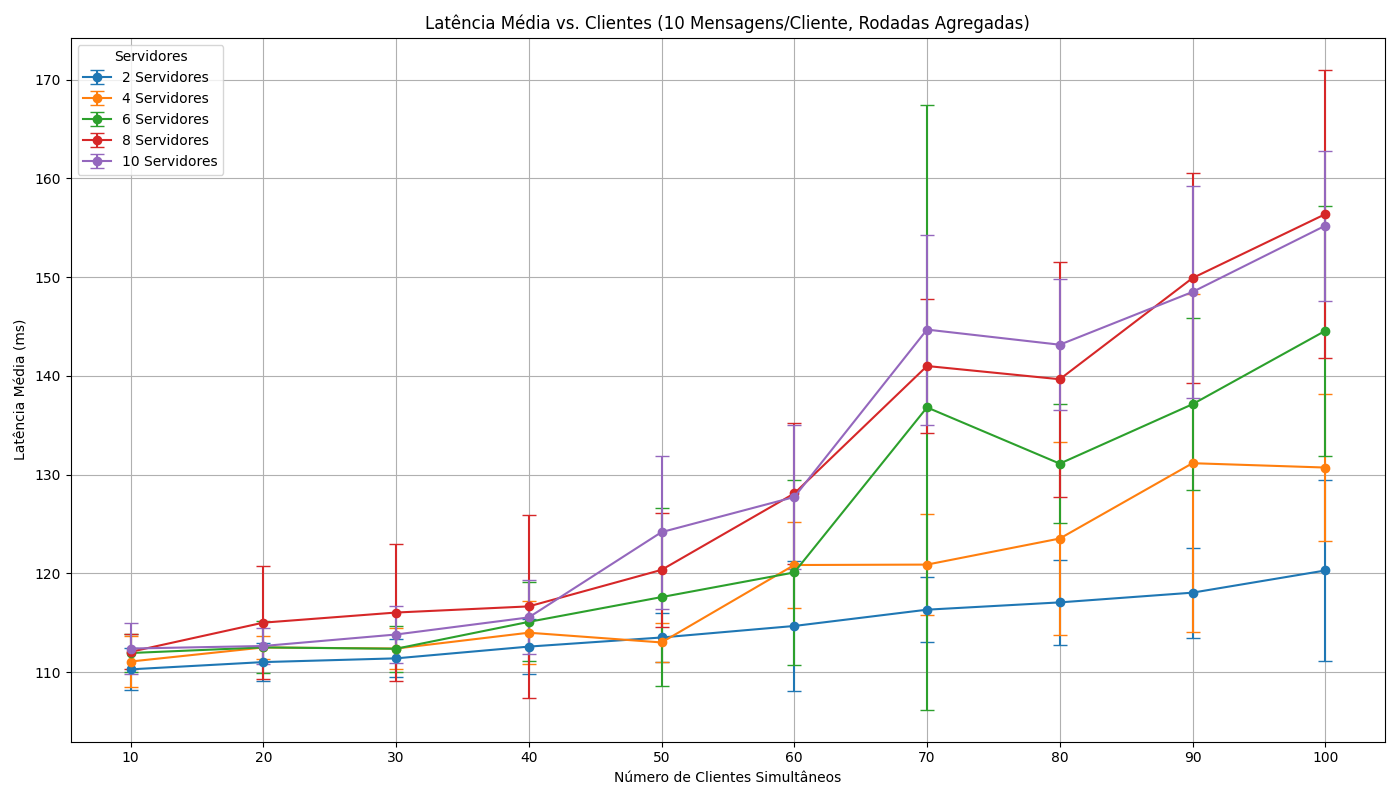 Latência Média vs. Clientes (10 Mensagens/Cliente, Rodadas Agregadas)
Servidores
2 Servidores
4 Servidores
6 Servidores
8 Servidores
10 Servidores
Latência Média (ms)
170
160
150
140
130
120
110
10 20 30 40 50 60 70 80 90 100
Número de Clientes Simultâneos